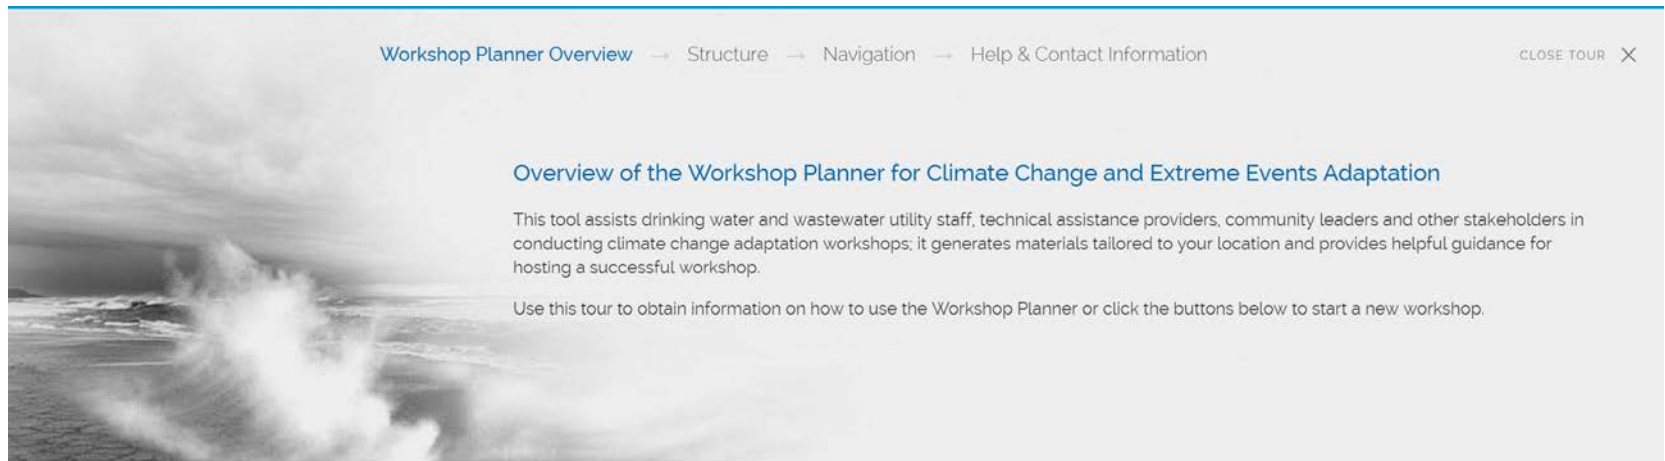 Workshop Planner Overview → Structure → Navigation → Help & Contact Information CLOSE TOUR X
Overview of the Workshop Planner for Climate Change and Extreme Events Adaptation
This tool assists drinking water and wastewater utility staff, technical assistance providers, community leaders and other stakeholders in
conducting climate change adaptation workshops; it generates materials tailored to your location and provides helpful guidance for
hosting a successful workshop.
Use this tour to obtain information on how to use the Workshop Planner or click the buttons below to start a new workshop.